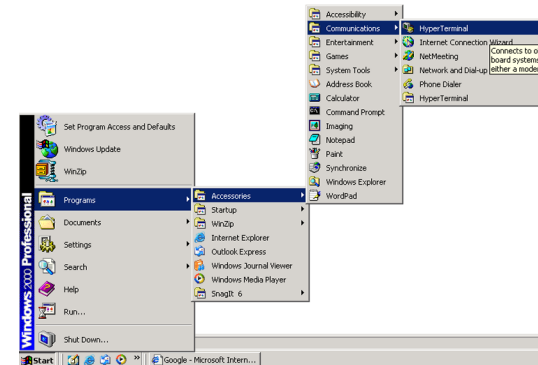 Accessibility
Communications
Entertainment
Games
System Tools
Address Book
Calculator
Command Prompt
Imaging
Notepad
Paint
Synchronize
Windows Explorer
WordPad
HyperTerminal
Internet Connection Wizard
NetMeeting
Network and Dial-up
Phone Dialer
HyperTerminal
Connects to o
board systems
either a modem
Set Program Access and Defaults
Windows Update
WinZip
Programs
Documents
Settings
Search
Help
Run...
Shut Down...
Windows 2000 Professional
Accessories
Startup
WinZip
Internet Explorer
Outlook Express
Windows Journal Viewer
Windows Media Player
SnagIt 6
Start
Google - Microsoft Intern...